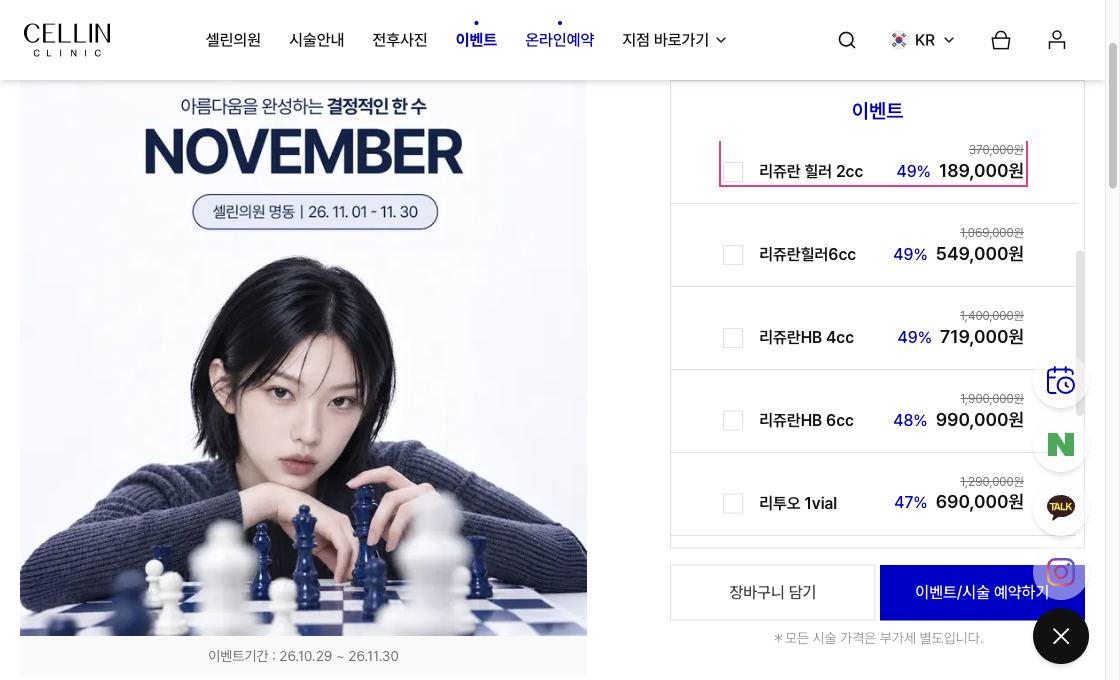 CELLIN
CLINIC
셀린의원 시술안내 전후사진 이벤트 온라인예약 지점 바로가기
KR
아름다움을 완성하는 결정적인 한 수
NOVEMBER
셀린의원 명동 | 26. 11. 01 - 11. 30
이벤트기간 : 26.10.29 ~ 26.11.30
이벤트
370,000원
리쥬란 힐러 2cc 49% 189,000원
1,069,000원
리쥬란힐러6cc 49% 549,000원
1,400,000원
리쥬란HB 4cc 49% 719,000원
1,900,000원
리쥬란HB 6cc 48% 990,000원
1,290,000원
리투오 1vial 47% 690,000원
N
TALK
장바구니 담기 이벤트/시술 예약하기
*모든 시술 가격은 부가세 별도입니다.